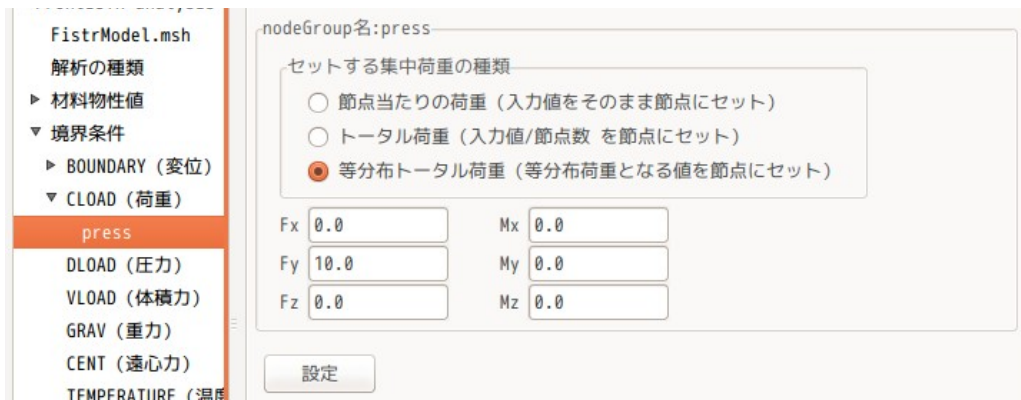 FistrModel.msh
解析の種類
材料物性値
境界条件
BOUNDARY (変位)
CLOAD (荷重)
press
DLOAD (圧力)
VLOAD (体積力)
GRAV (重力)
CENT (遠心力)
TEMPERATURE (温度
nodeGroup名:press
セットする集中荷重の種類
節点当たりの荷重 (入力値をそのまま節点にセット)
トータル荷重 (入力値/節点数 を節点にセット)
等分布トータル荷重 (等分布荷重となる値を節点にセット)
Fx 0.0 Mx 0.0
Fy 10.0 My 0.0
Fz 0.0 Mz 0.0
設定